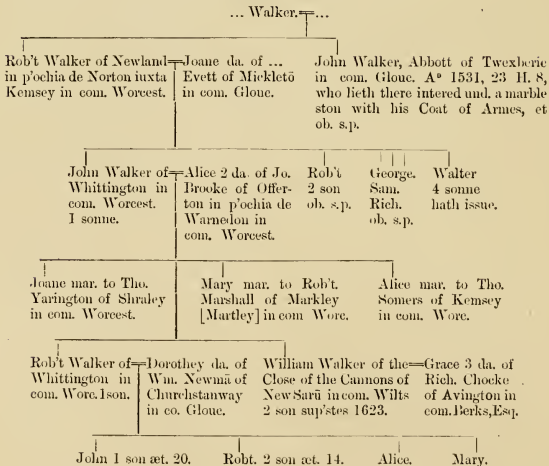 ... Walker. ...
Rob't Walker of Newland
in p'ochia de Norton iuxta
Kemsey in com. Worcest.
Joane da. of ...
Evett of Mickletõ
in com. Glouc.
John Walker, Abbott of Twexberie
in com. Glouc. Aº 1531, 23 H. 8,
who lieth there intered und. a marble
ston with his Coat of Armes, et
ob. s.p.
John Walker of
Whittington in
com. Worcest.
1 sonne.
Alice 2 da. of Jo.
Brooke of Offer-
ton in p'ochia de
Warnedon in
com. Worcest.
Rob't
2 son
ob. s.p.
George.
Sam.
Rich.
ob. s.p.
Walter
4 sonne
hath issue.
Joane mar. to Tho.
Yarington of Shraley
in com. Worcest.
Mary mar. to Rob't.
Marshall of Markley
[Martley] in com Worc.
Alice mar. to Tho.
Somers of Kemsey
in com. Worc.
Rob't Walker of
Whittington in
com. Worc. 1 son.
Dorothey da. of
Wm. Newmã of
Churchstanway
in co. Glouc.
William Walker of the
Close of the Cannons of
New Sarũ in com. Wilts
2 son sup'stes 1623.
Grace 3 da. of
Rich. Chocke
of Avington in
com. Berks, Esq.
John 1 son æt. 20.
Robt. 2 son æt. 14.
Alice.
Mary.